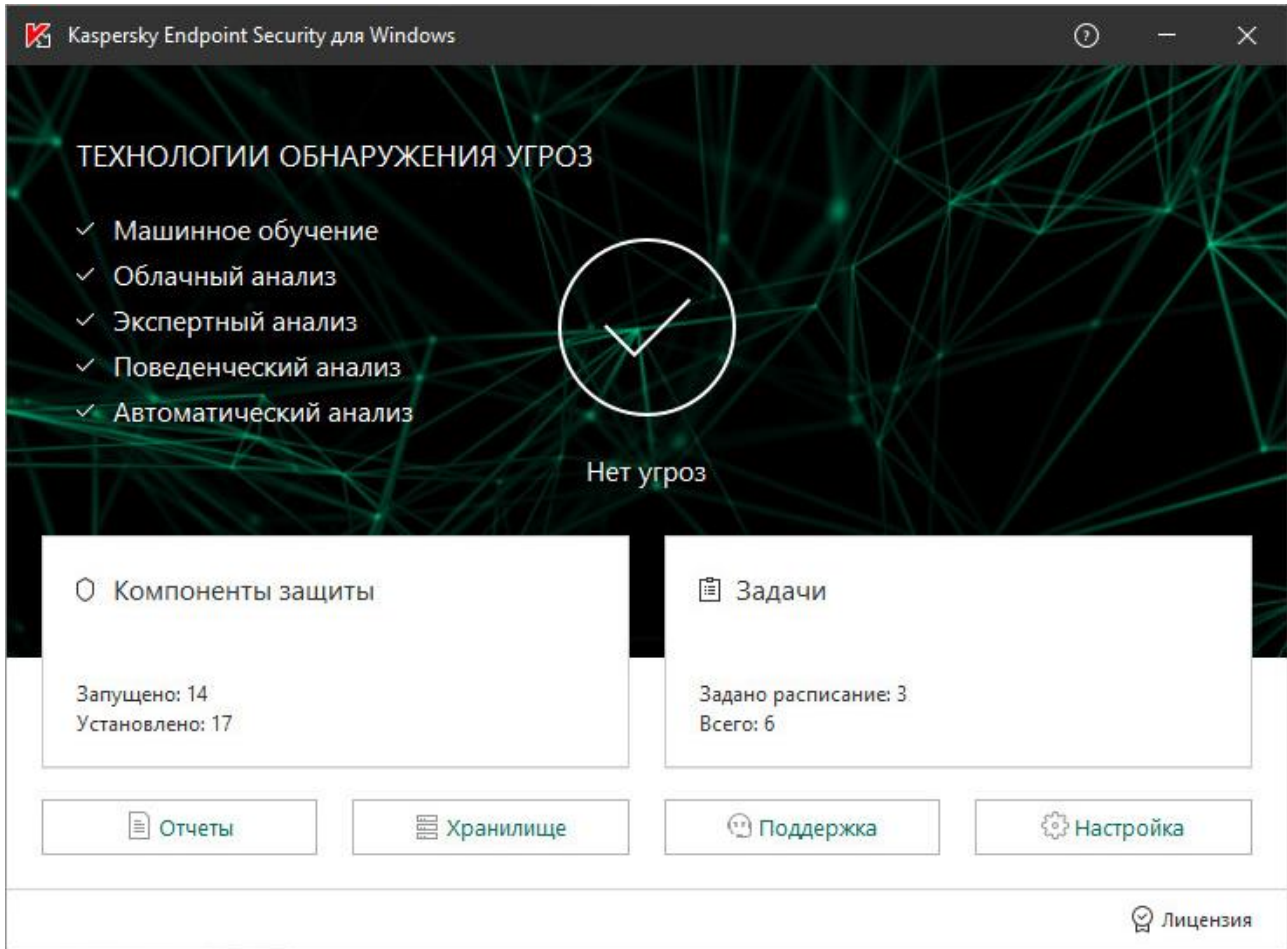 Kaspersky Endpoint Security для Windows
ТЕХНОЛОГИИ ОБНАРУЖЕНИЯ УГРОЗ
Машинное обучение
Облачный анализ
Экспертный анализ
Поведенческий анализ
Автоматический анализ
Нет угроз
Компоненты защиты
Запущено: 14
Установлено: 17
Задачи
Задано расписание: 3
Всего: 6
Отчеты
Хранилище
Поддержка
Настройка
Лицензия